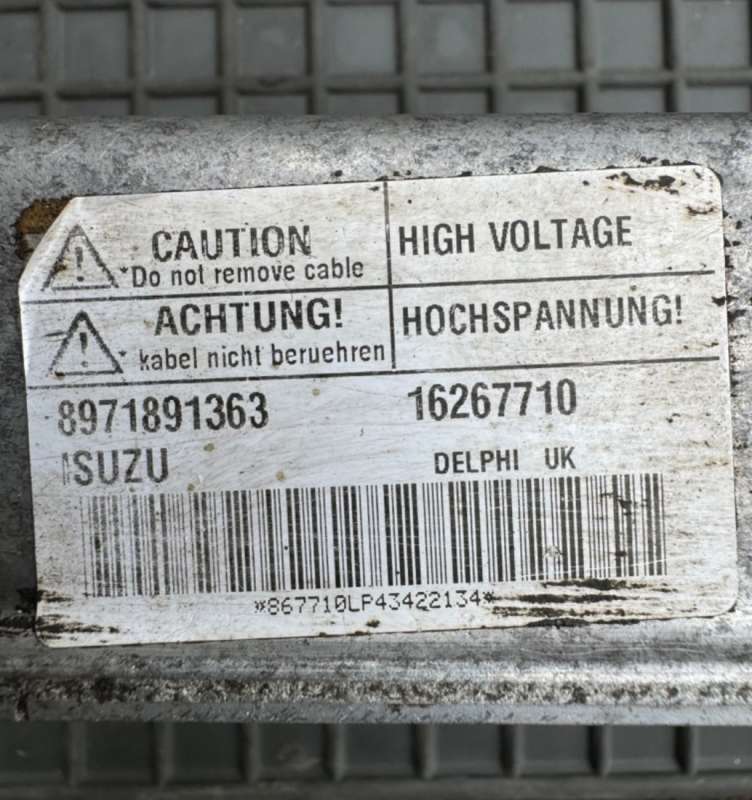 CAUTION
*Do not remove cable
HIGH VOLTAGE
ACHTUNG!
* kabel nicht beruehren
HOCHSPANNUNG!
8971891363 16267710
ISUZU DELPHI UK
*867710LP43422134*